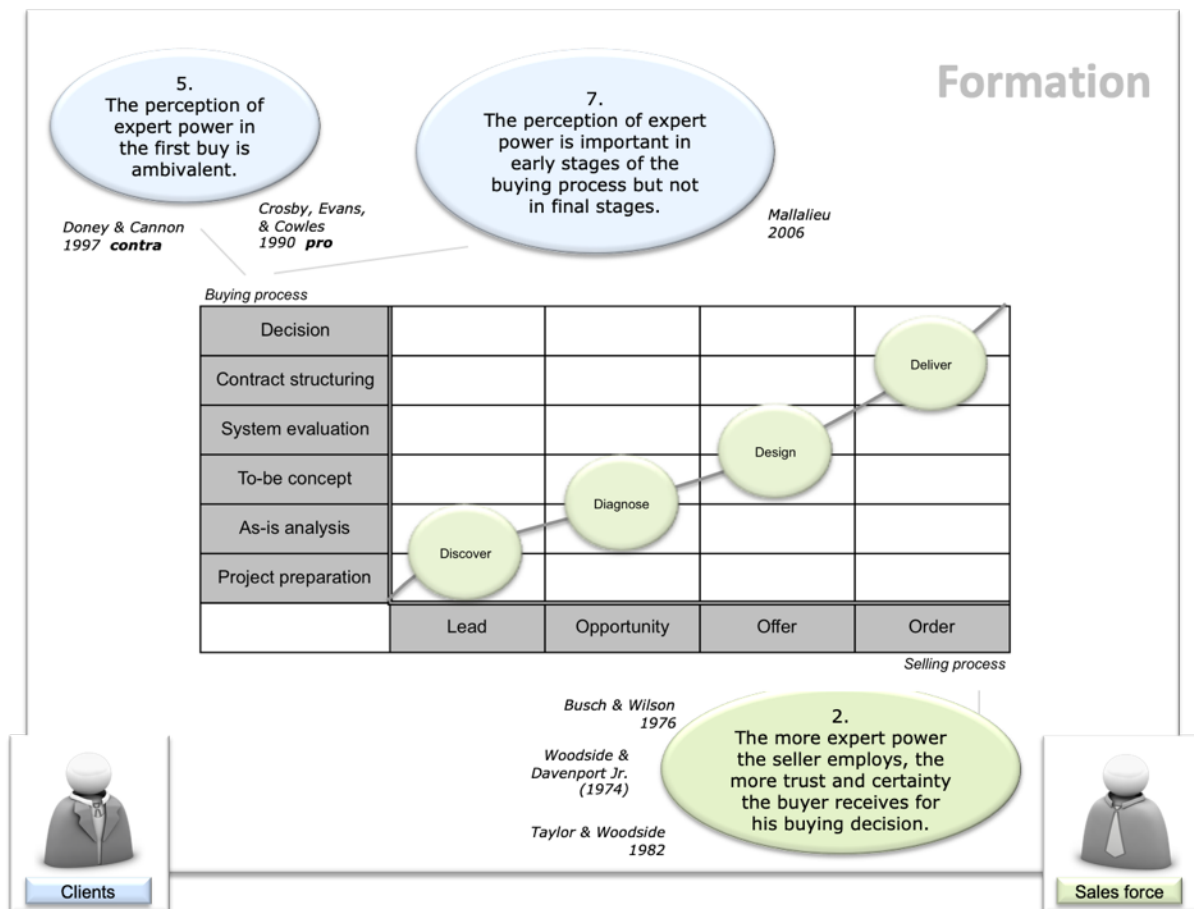 Formation
5.
The perception of
expert power in
the first buy is
ambivalent.
7.
The perception of expert
power is important in
early stages of the
buying process but not
in final stages.
Doney & Cannon
1997 contra
Crosby, Evans,
& Cowles
1990 pro
Mallalieu
2006
Buying process
Decision
Contract structuring
System evaluation
To-be concept
As-is analysis
Project preparation
Deliver
Design
Diagnose
Discover
Lead
Opportunity
Offer
Order
Selling process
Busch & Wilson
1976
Woodside &
Davenport Jr.
(1974)
Taylor & Woodside
1982
2.
The more expert power
the seller employs, the
more trust and certainty
the buyer receives for
his buying decision.
Clients
Sales force